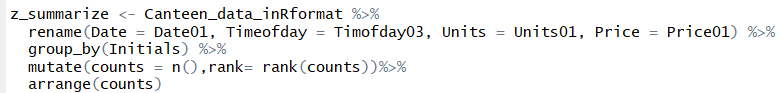 z_summarize <- Canteen_data_inRformat %>%
rename(Date = Date01, Timeofday = Timofday03, Units = Units01, Price = Price01) %>%
group_by(Initials) %>%
mutate(counts = n(),rank= rank(counts))%>%
arrange(counts)